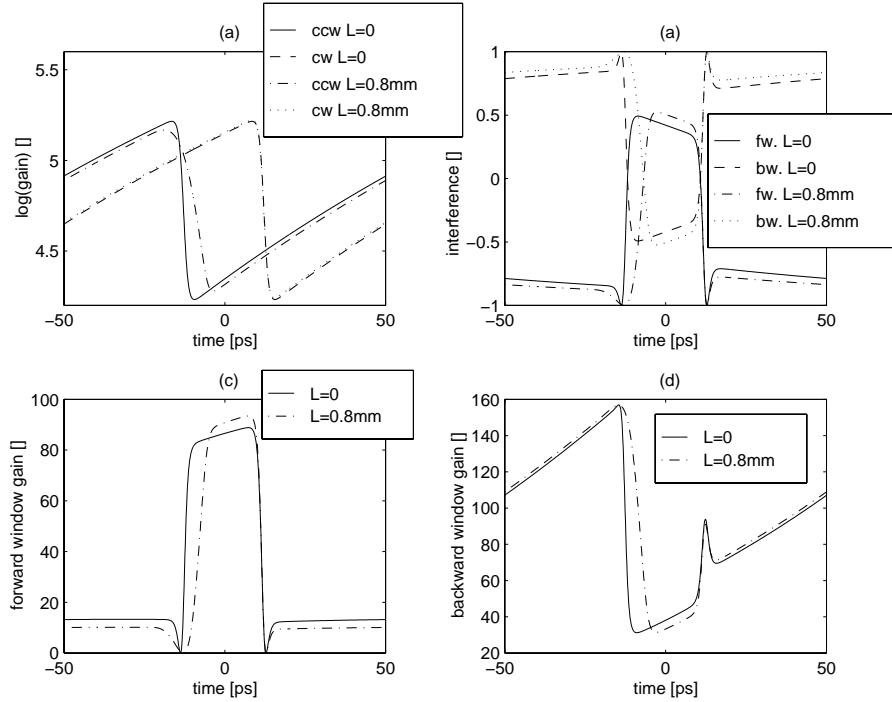 (a)
ccw L=0
cw L=0
ccw L=0.8mm
cw L=0.8mm
5.6
5
4.5
log(gain) []
−50
0
50
time [ps]
(a)
fw. L=0
bw. L=0
fw. L=0.8mm
bw. L=0.8mm
1
0.5
0
−0.5
−1
interference []
−50
0
50
time [ps]
(c)
L=0
L=0.8mm
100
80
60
40
20
0
forward window gain []
−50
0
50
time [ps]
(d)
L=0
L=0.8mm
160
140
120
100
80
60
40
20
backward window gain []
−50
0
50
time [ps]